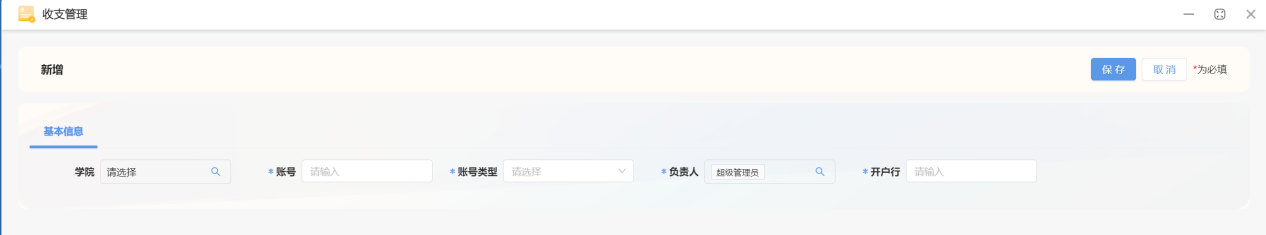 收支管理
新增 保存 取消 *为必填
基本信息
学院 请选择 *账号 请输入 *账号类型 请选择 *负责人 超级管理员 *开户行 请输入